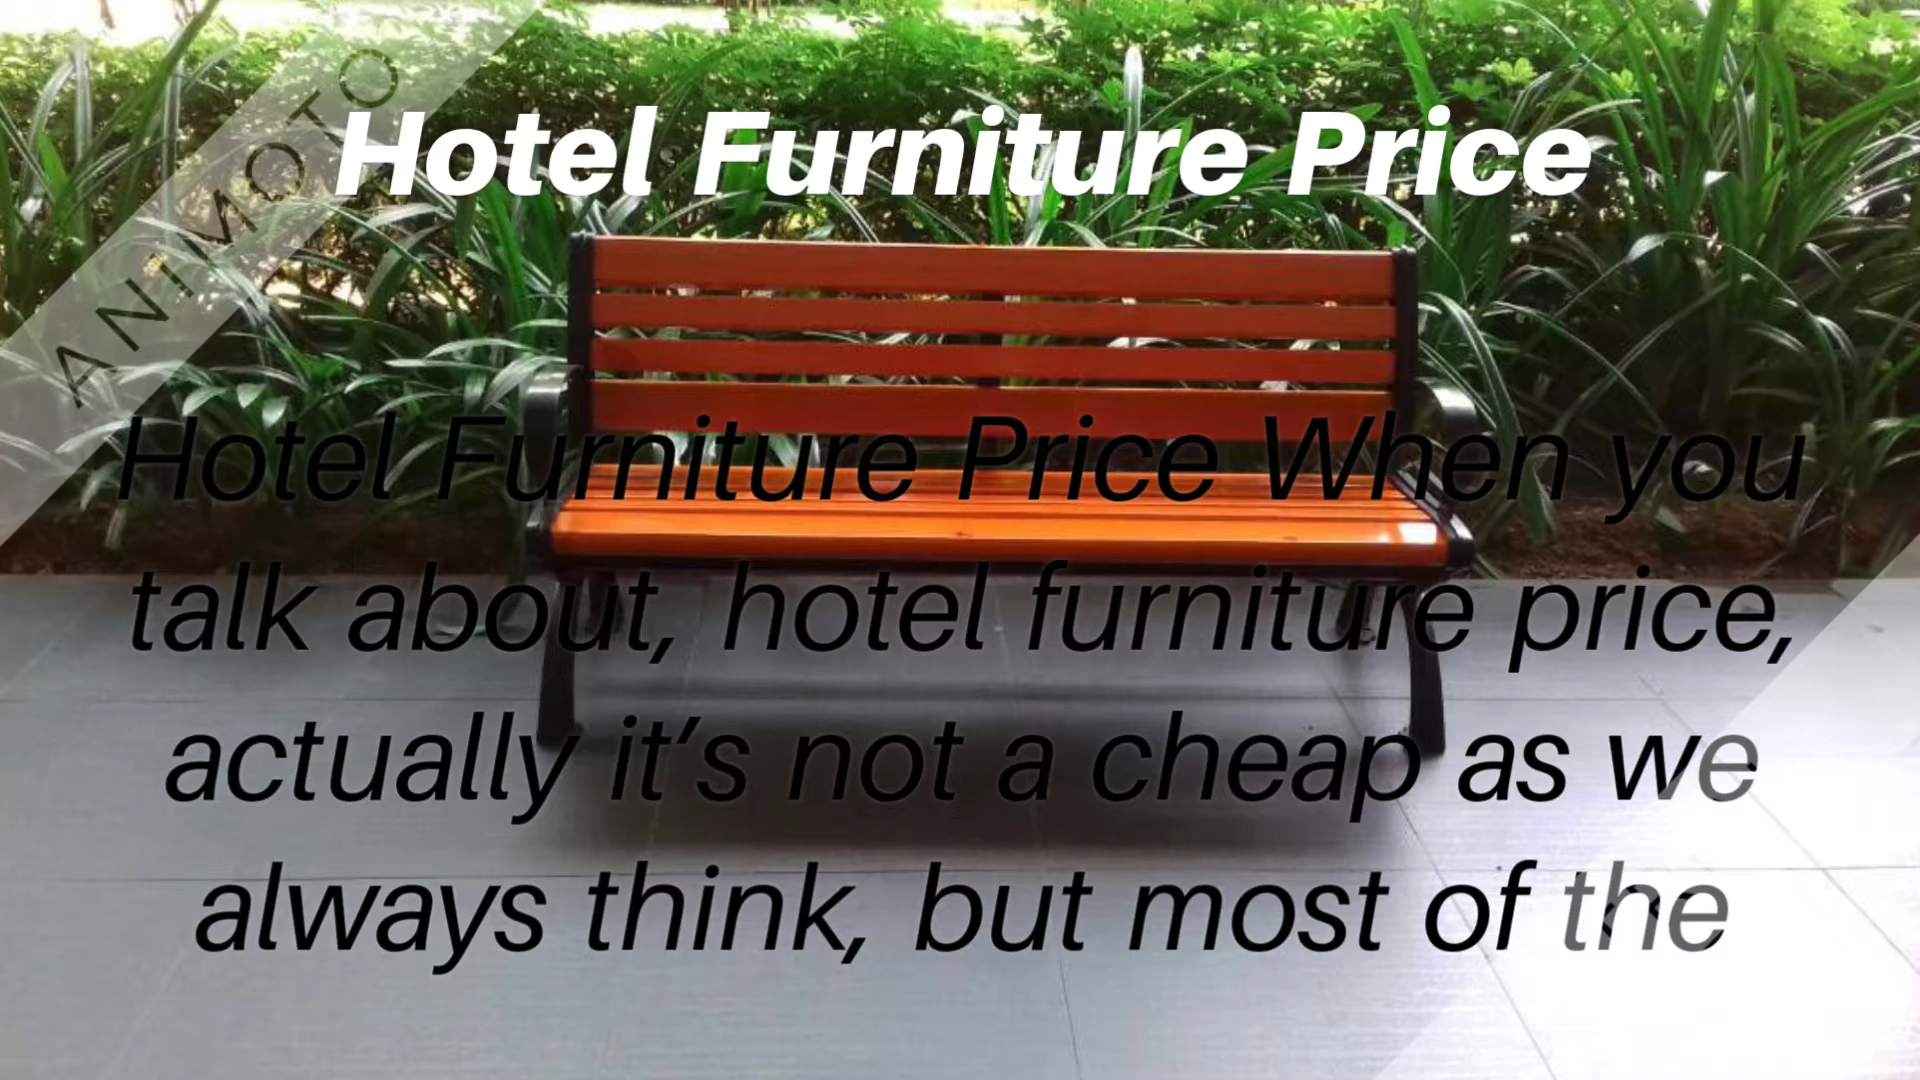 ANIMOTO
Hotel Furniture Price
Hotel Furniture Price When you
talk about, hotel furniture price,
actually it’s not a cheap as we
always think, but most of the